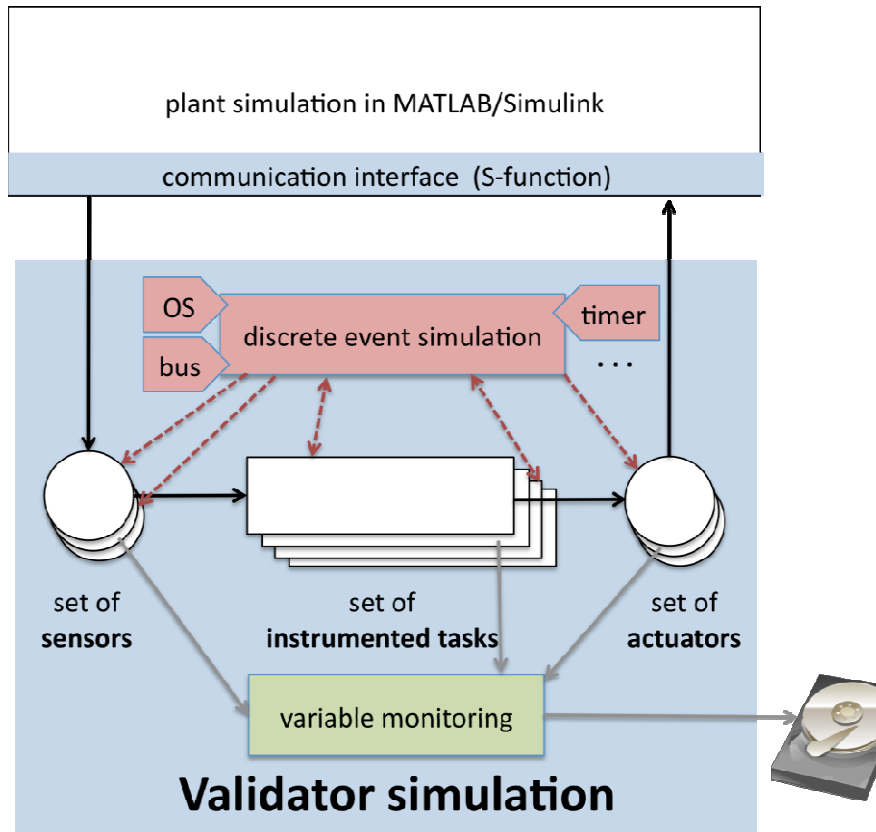 plant simulation in MATLAB/Simulink
communication interface (S-function)
OS
discrete event simulation
timer
bus
...
set of
sensors
set of
instrumented tasks
set of
actuators
variable monitoring
Validator simulation